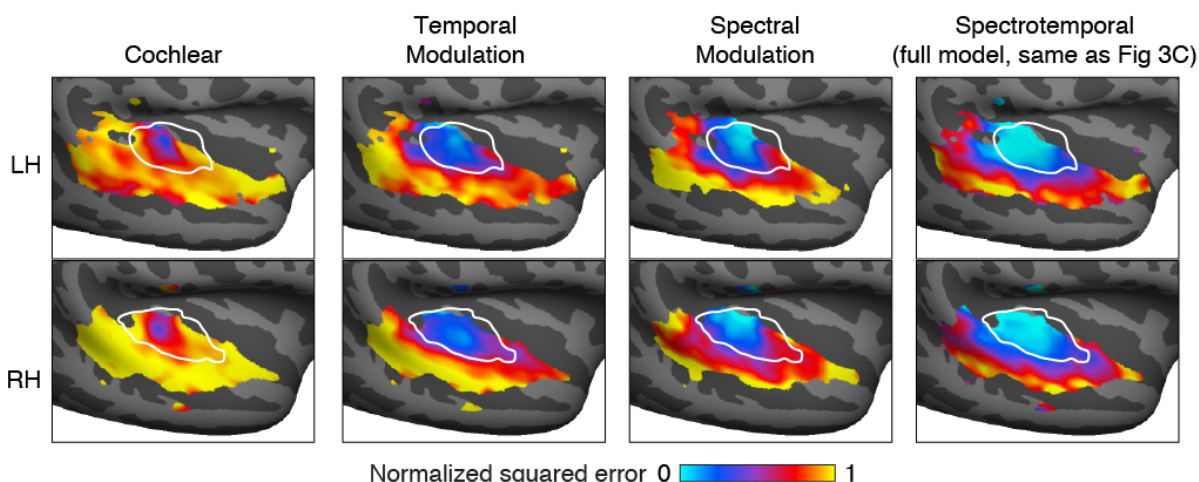 Cochlear
Temporal
Modulation
Spectral
Modulation
Spectrotemporal
(full model, same as Fig 3C)
LH
RH
Normalized squared error 0 1